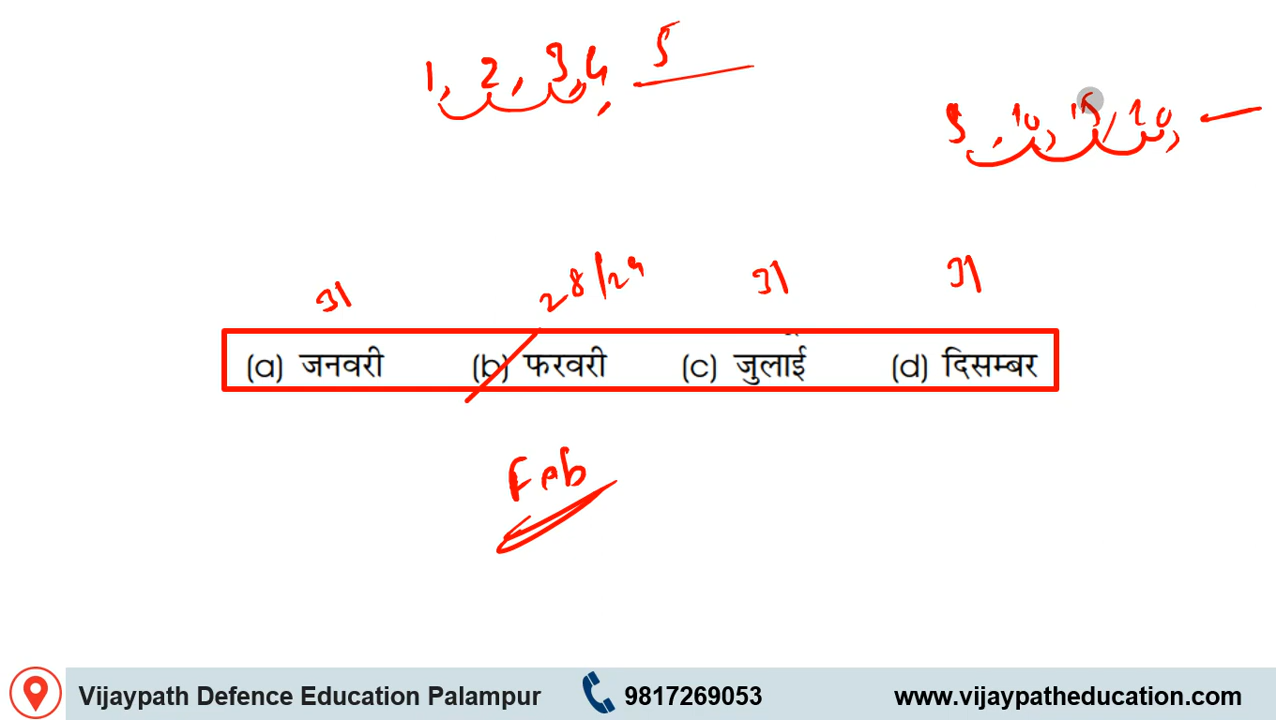 1, 2, 3, 4, 5
5, 10, 15, 20,
31 28/29 31 31
(a) जनवरी (b) फरवरी (c) जुलाई (d) दिसम्बर
Feb
Vijaypath Defence Education Palampur 9817269053 www.vijaypatheducation.com